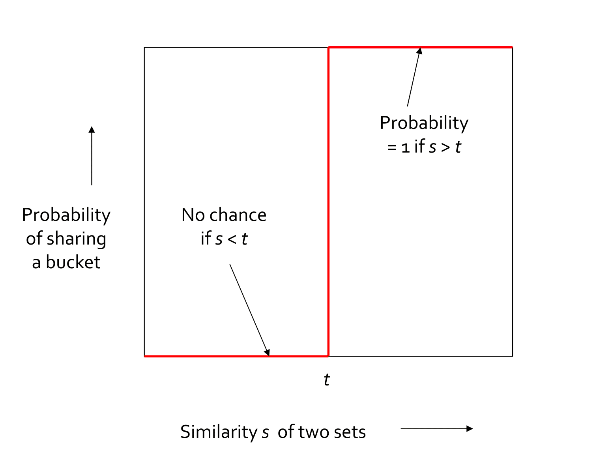 Probability
= 1 if s > t
Probability
of sharing
a bucket
No chance
if s < t
t
Similarity s of two sets